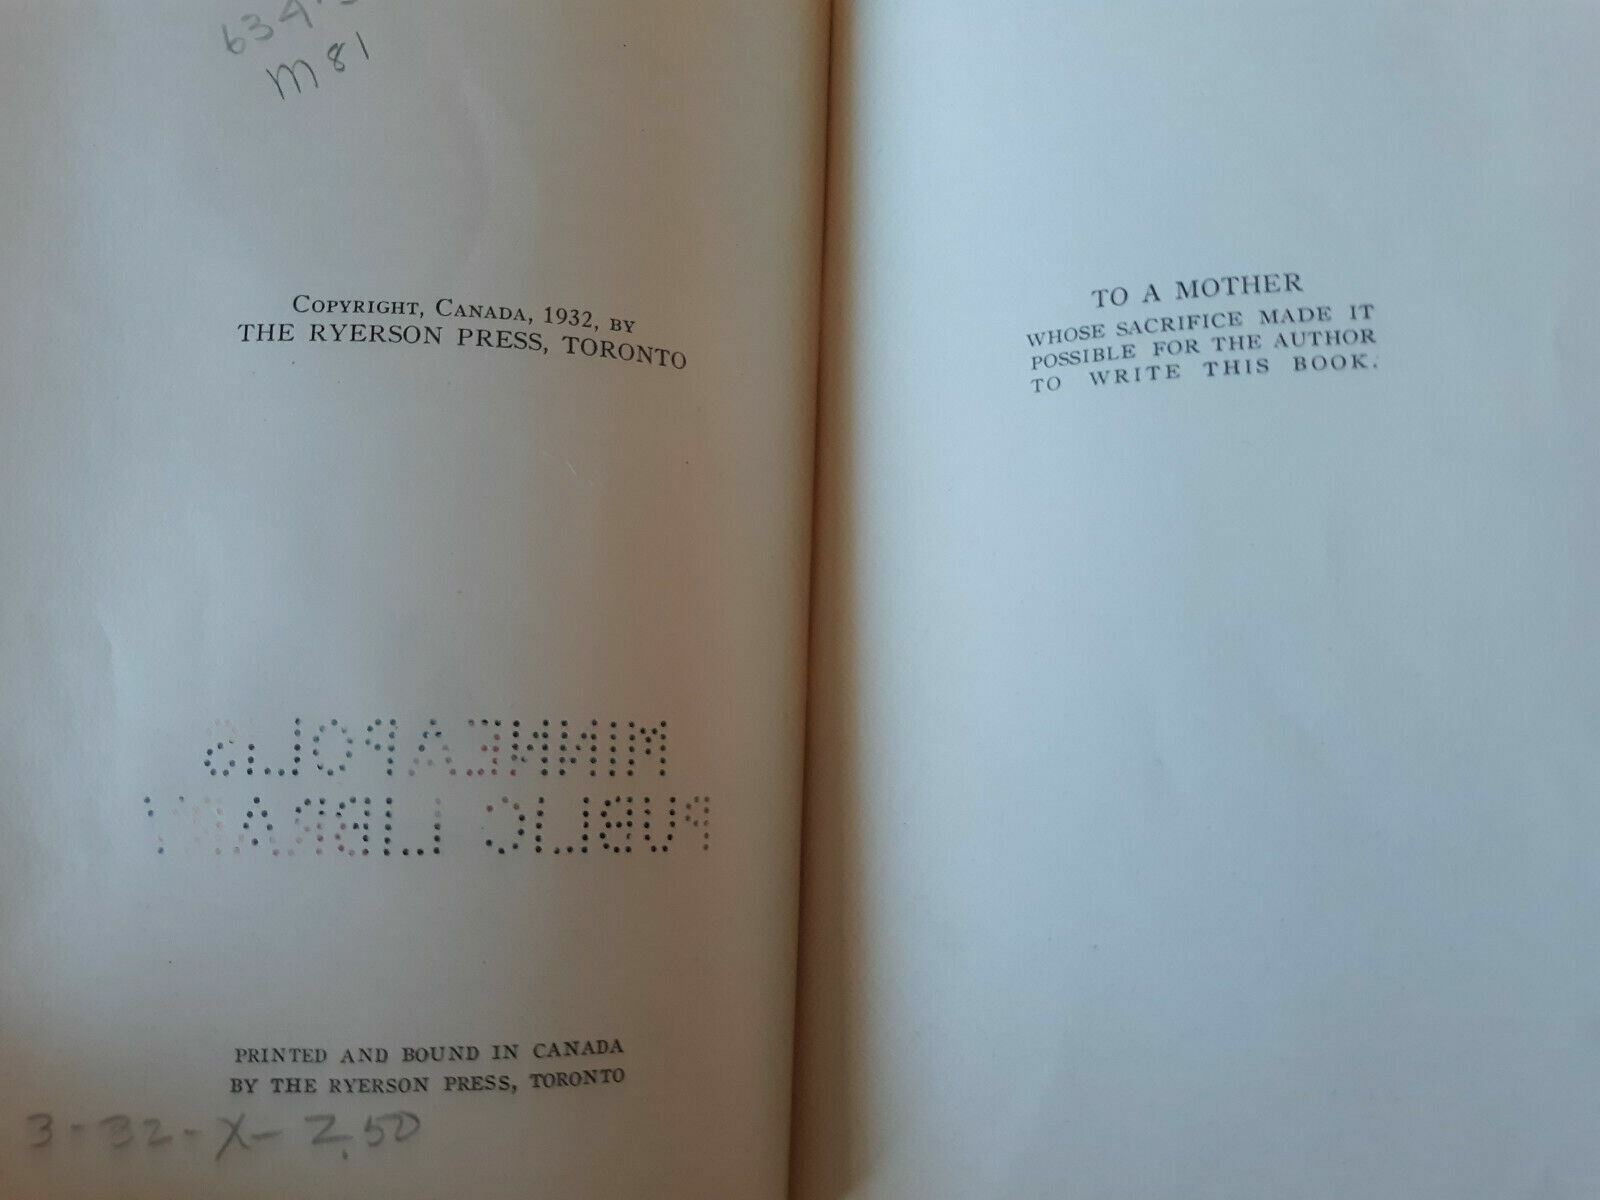 M81
COPYRIGHT, CANADA, 1932, BY
THE RYERSON PRESS, TORONTO
MINNEAPOLIS
PUBLIC LIBRARY
PRINTED AND BOUND IN CANADA
BY THE RYERSON PRESS, TORONTO
3-32-X-2.50
TO A MOTHER
WHOSE SACRIFICE MADE IT
POSSIBLE FOR THE AUTHOR
TO WRITE THIS BOOK.